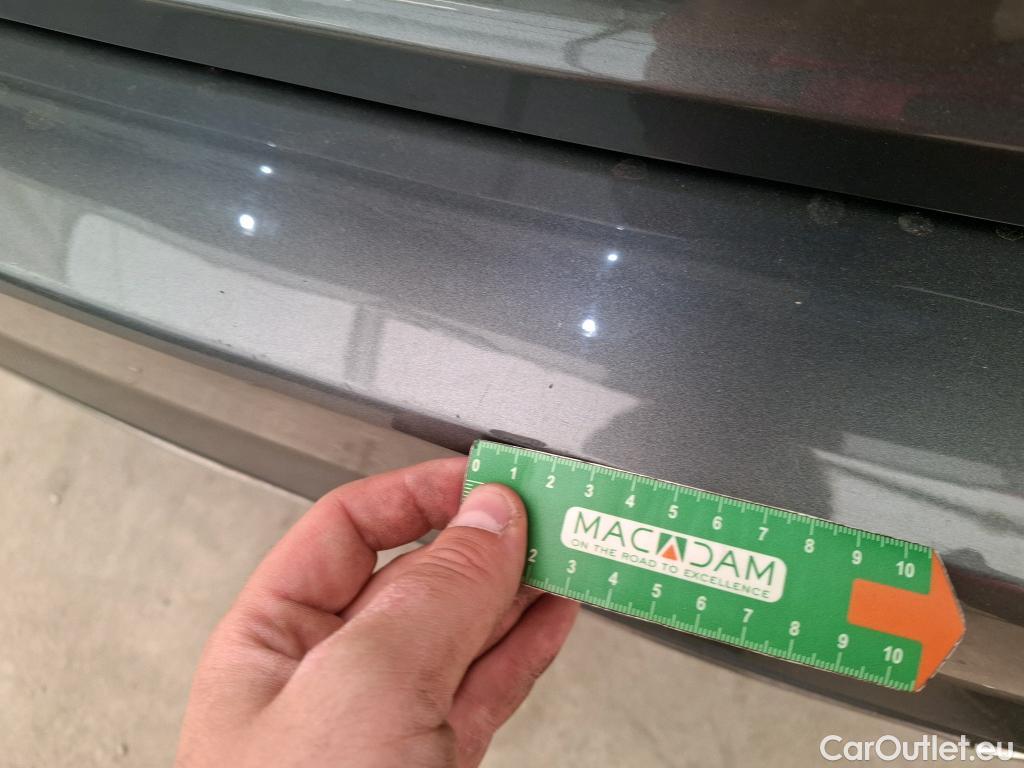 0 1 2 3 4 5 6 7 8 9 10
MACADAM
ON THE ROAD TO EXCELLENCE
2 3 4 5 6 7 8 9 10
CarOutlet.eu